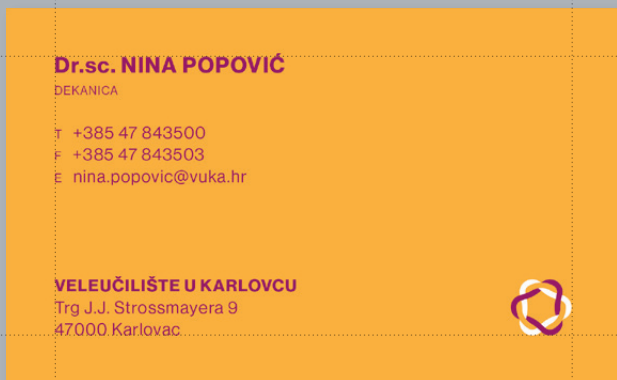 Dr.sc. NINA POPOVIĆ
DEKANICA
T +385 47 843500
F +385 47 843503
E nina.popovic@vuka.hr
VELEUČILIŠTE U KARLOVCU
Trg J.J. Strossmayera 9
47000 Karlovac